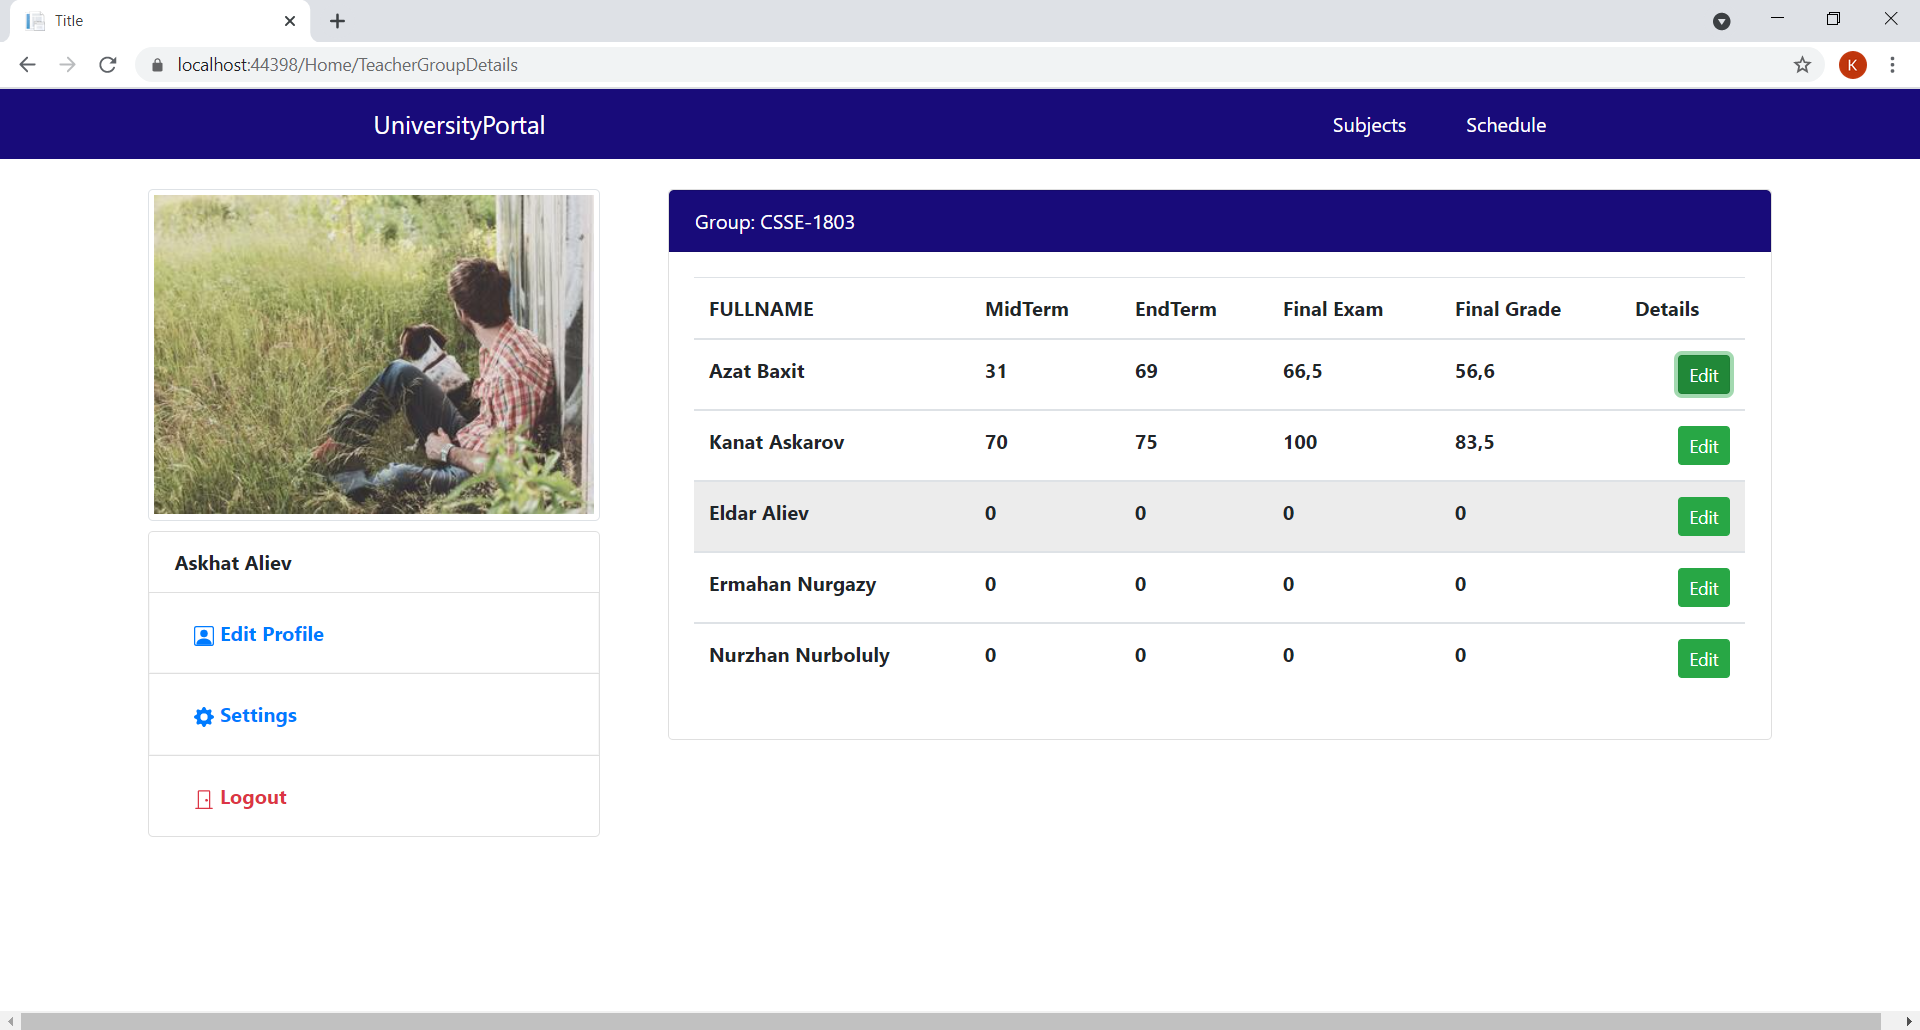 Title
localhost:44398/Home/TeacherGroupDetails
K
UniversityPortal
Subjects
Schedule
Askhat Aliev
Edit Profile
Settings
Logout
Group: CSSE-1803
FULLNAME MidTerm EndTerm Final Exam Final Grade Details
Azat Baxit 31 69 66,5 56,6 Edit
Kanat Askarov 70 75 100 83,5 Edit
Eldar Aliev 0 0 0 0 Edit
Ermahan Nurgazy 0 0 0 0 Edit
Nurzhan Nurboluly 0 0 0 0 Edit